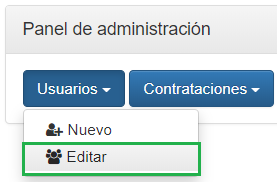 Panel de administración
Usuarios Contrataciones
Nuevo
Editar